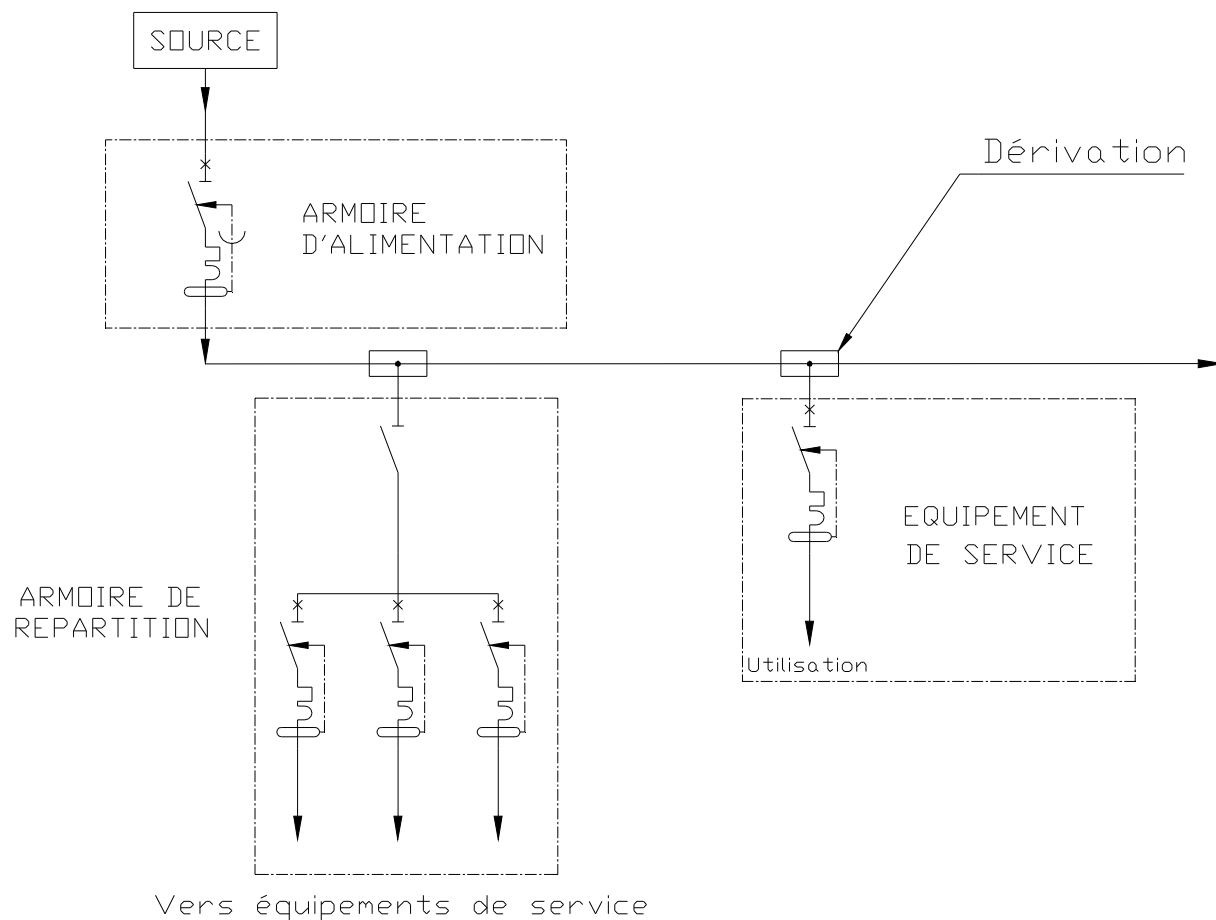 SOURCE
Dérivation
ARMOIRE
D'ALIMENTATION
EQUIPEMENT
DE SERVICE
ARMOIRE DE
REPARTITION
Utilisation
Vers équipements de service